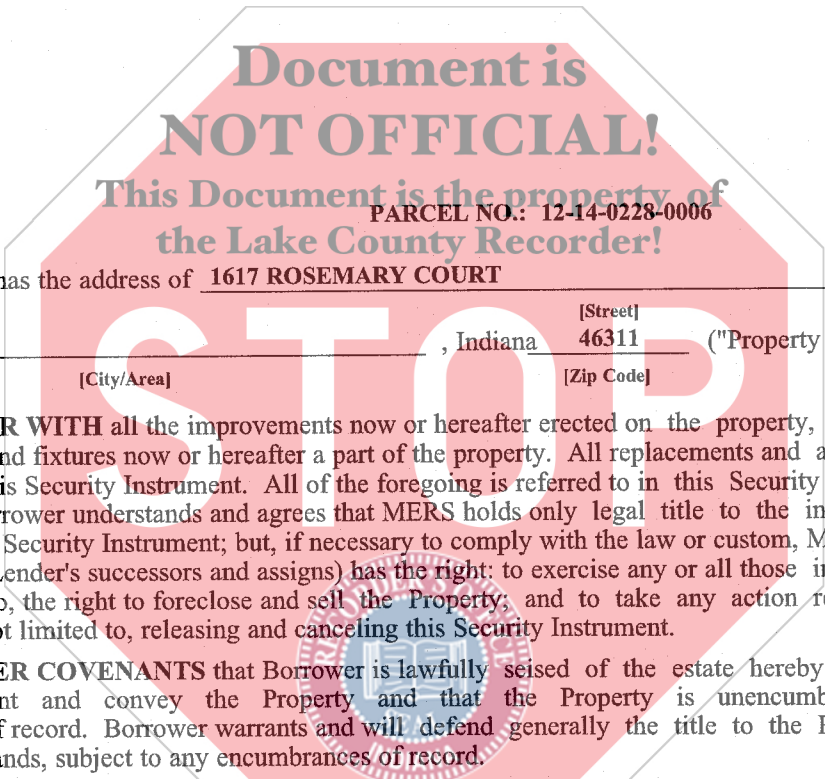 Document is
NOT OFFICIAL!
This Document is the property of
PARCEL NO.: 12-14-0228-0006
the Lake County Recorder!
has the address of 1617 ROSEMARY COURT
[Street]
, Indiana 46311 ("Property
[City/Area] [Zip Code]
STOP
R WITH all the improvements now or hereafter erected on the property,
nd fixtures now or hereafter a part of the property. All replacements and a
is Security Instrument. All of the foregoing is referred to in this Security
rrower understands and agrees that MERS holds only legal title to the in
Security Instrument; but, if necessary to comply with the law or custom, M
Lender's successors and assigns) has the right: to exercise any or all those in
o, the right to foreclose and sell the Property; and to take any action re
ot limited to, releasing and canceling this Security Instrument.
ER COVENANTS that Borrower is lawfully seised of the estate hereby
nt and convey the Property and that the Property is unencumb
f record. Borrower warrants and will defend generally the title to the P
ands, subject to any encumbrances of record.